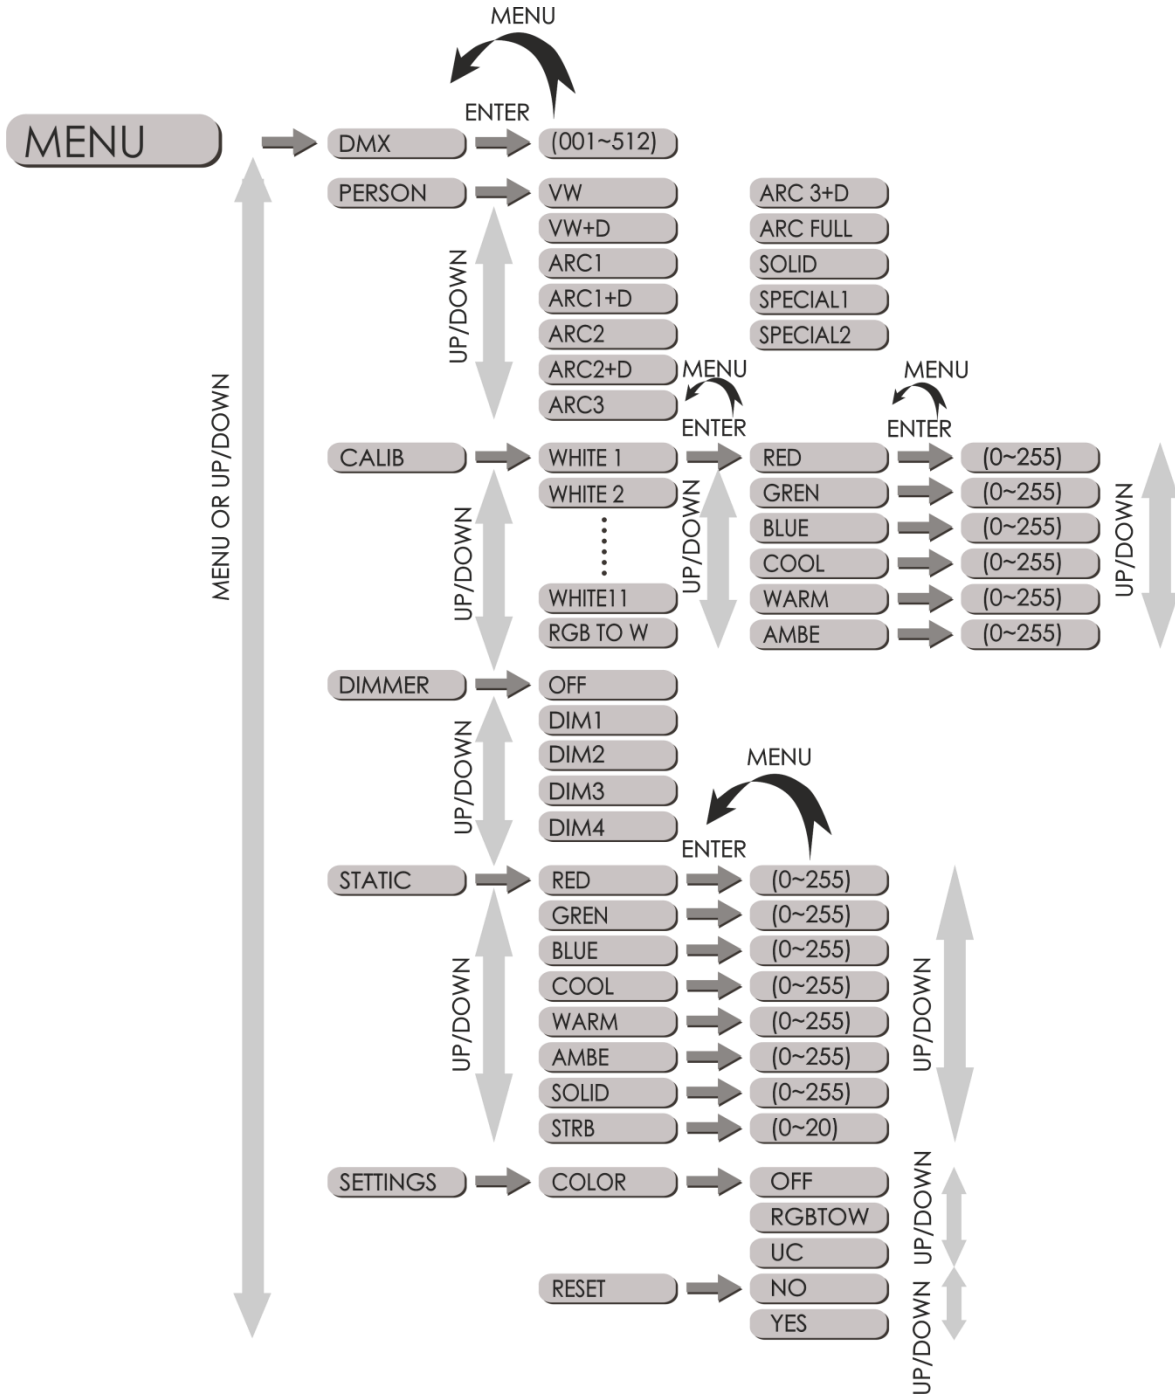 MENU
ENTER
MENU
DMX
(001~512)
PERSON
VW
ARC 3+D
VW+D
ARC FULL
ARC1
SOLID
ARC1+D
SPECIAL1
ARC2
SPECIAL2
ARC2+D
ARC3
UP/DOWN
MENU
MENU
ENTER
ENTER
MENU OR UP/DOWN
CALIB
WHITE 1
RED
(0~255)
WHITE 2
GREN
(0~255)
BLUE
(0~255)
COOL
(0~255)
WHITE11
WARM
(0~255)
RGB TO W
AMBE
(0~255)
UP/DOWN
UP/DOWN
UP/DOWN
DIMMER
OFF
DIM1
DIM2
DIM3
DIM4
UP/DOWN
MENU
ENTER
STATIC
RED
(0~255)
GREN
(0~255)
BLUE
(0~255)
COOL
(0~255)
WARM
(0~255)
AMBE
(0~255)
SOLID
(0~255)
STRB
(0~20)
UP/DOWN
UP/DOWN
SETTINGS
COLOR
OFF
RGBTOW
UC
UP/DOWN
RESET
NO
YES
UP/DOWN